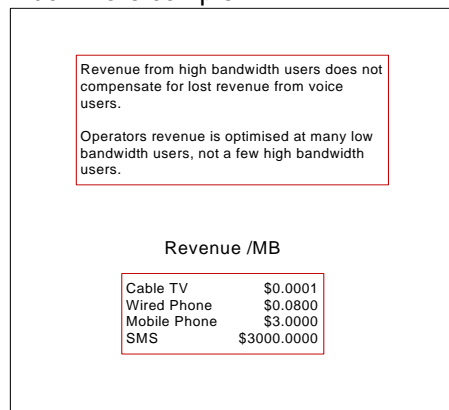 Revenue from high bandwidth users does not
compensate for lost revenue from voice
users.
Operators revenue is optimised at many low
bandwidth users, not a few high bandwidth
users.
Revenue /MB
Cable TV $0.0001
Wired Phone $0.0800
Mobile Phone $3.0000
SMS $3000.0000